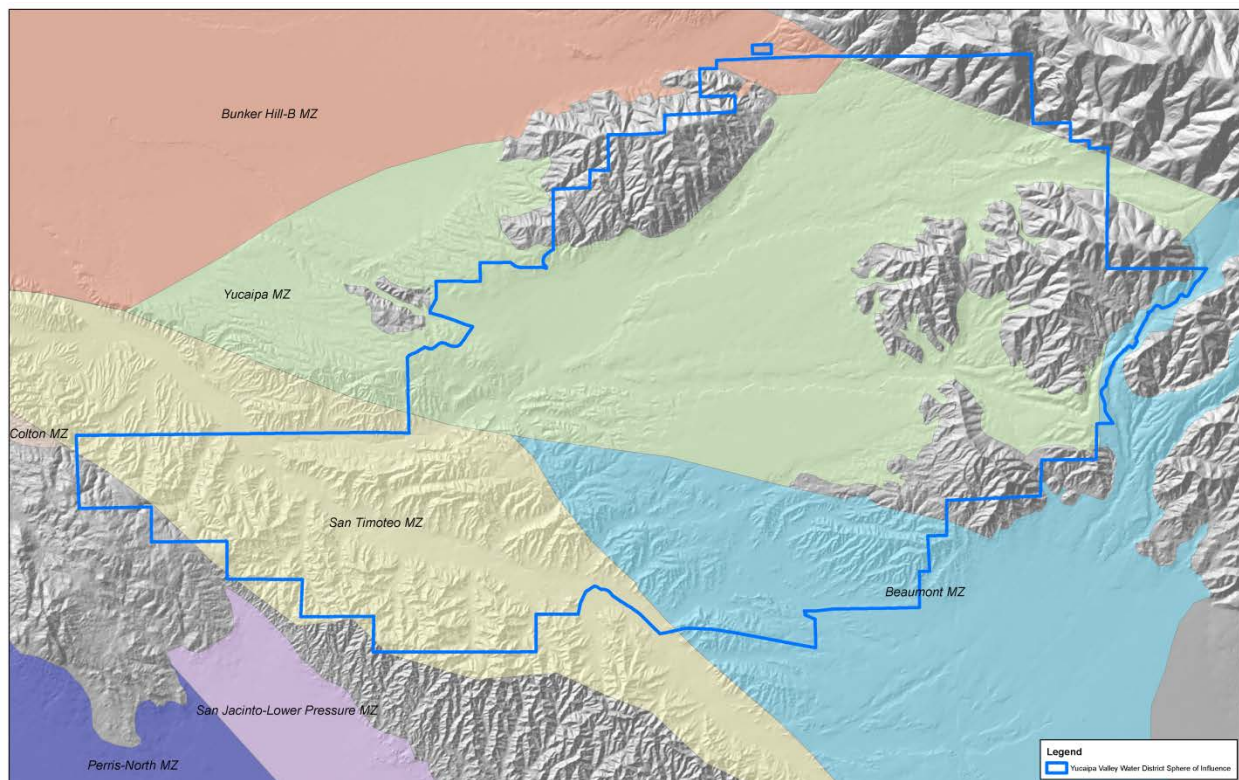 Bunker Hill-B MZ
Yucaipa MZ
Colton MZ
San Timoteo MZ
Beaumont MZ
San Jacinto-Lower Pressure MZ
Perris-North MZ
Legend
Yucaipa Valley Water District Sphere of Influence